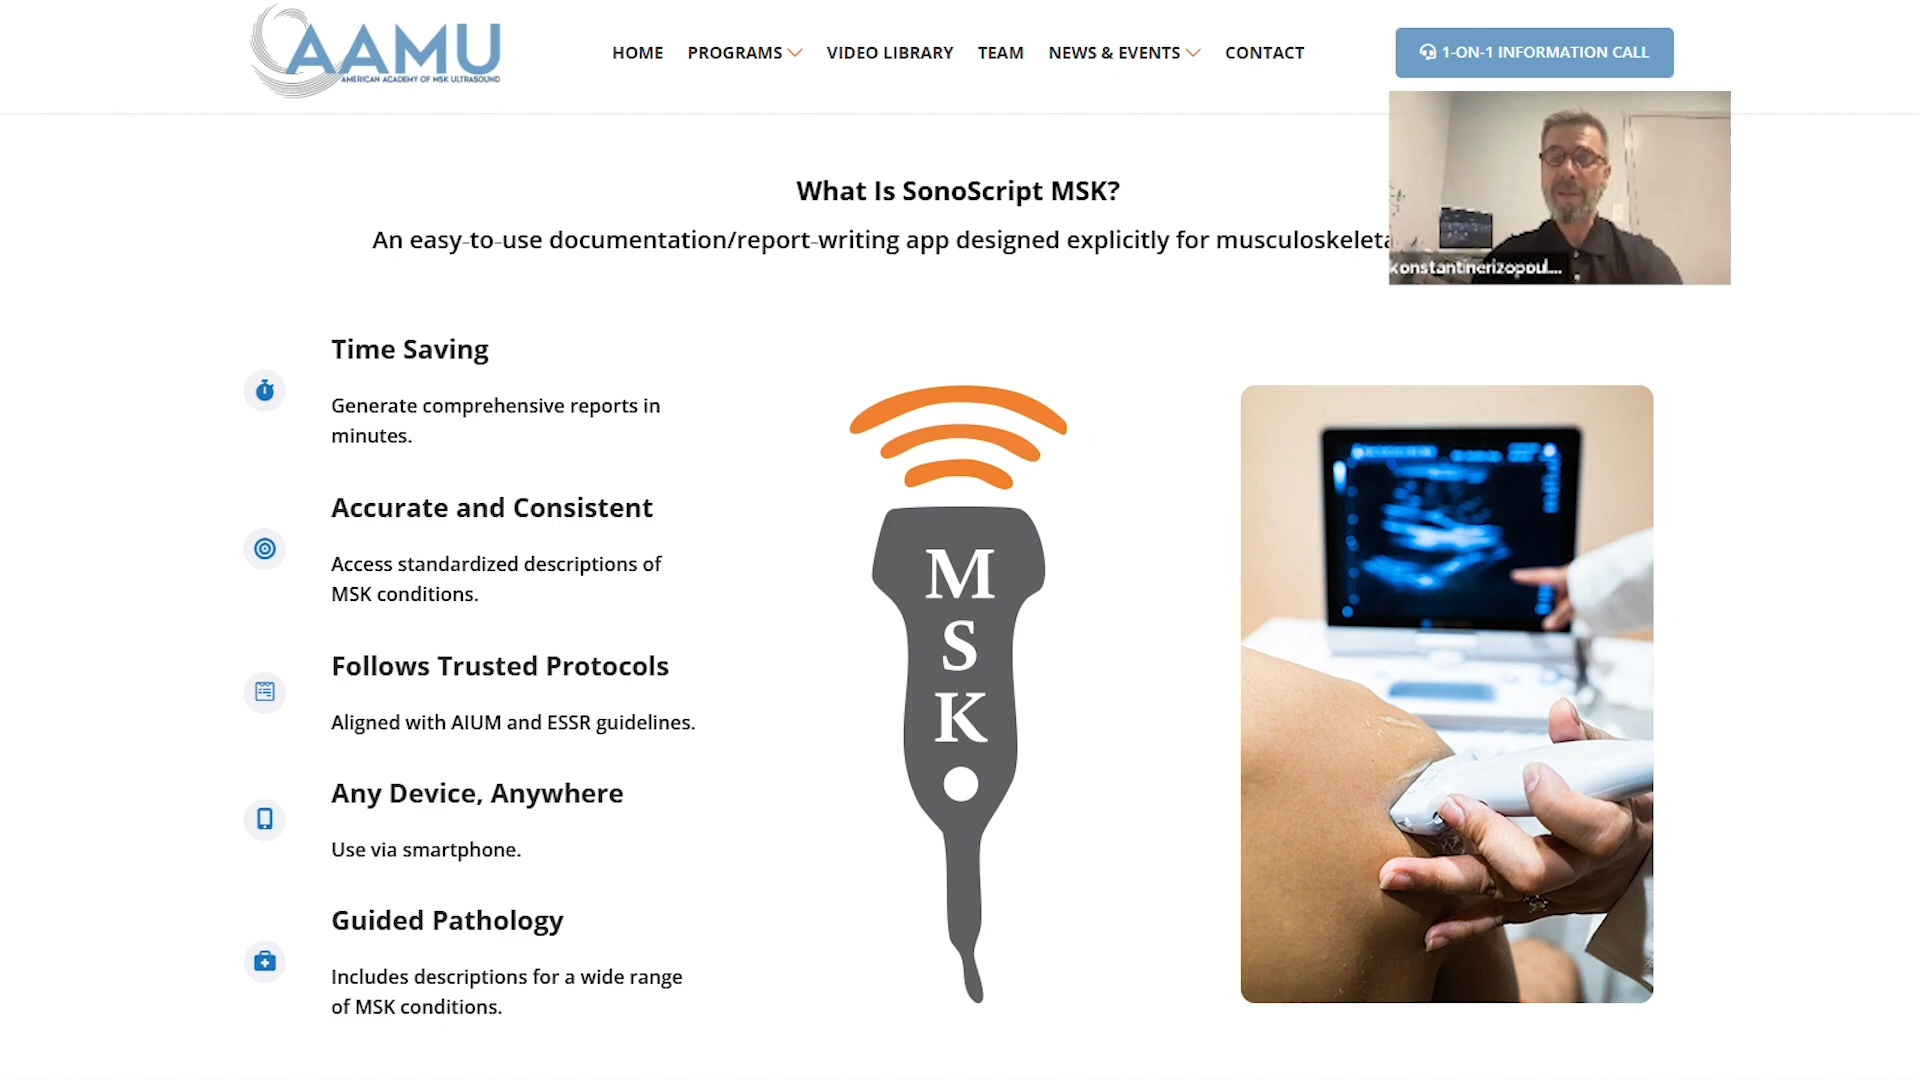 AAMU
AMERICAN ACADEMY OF MSK ULTRASOUND
HOME PROGRAMS VIDEO LIBRARY TEAM NEWS & EVENTS CONTACT
1-ON-1 INFORMATION CALL
What Is SonoScript MSK?
An easy-to-use documentation/report-writing app designed explicitly for musculoskeleta
konstantinerizopoul....
Time Saving
Generate comprehensive reports in
minutes.
Accurate and Consistent
Access standardized descriptions of
MSK conditions.
Follows Trusted Protocols
Aligned with AIUM and ESSR guidelines.
Any Device, Anywhere
Use via smartphone.
Guided Pathology
Includes descriptions for a wide range
of MSK conditions.
M
S
K